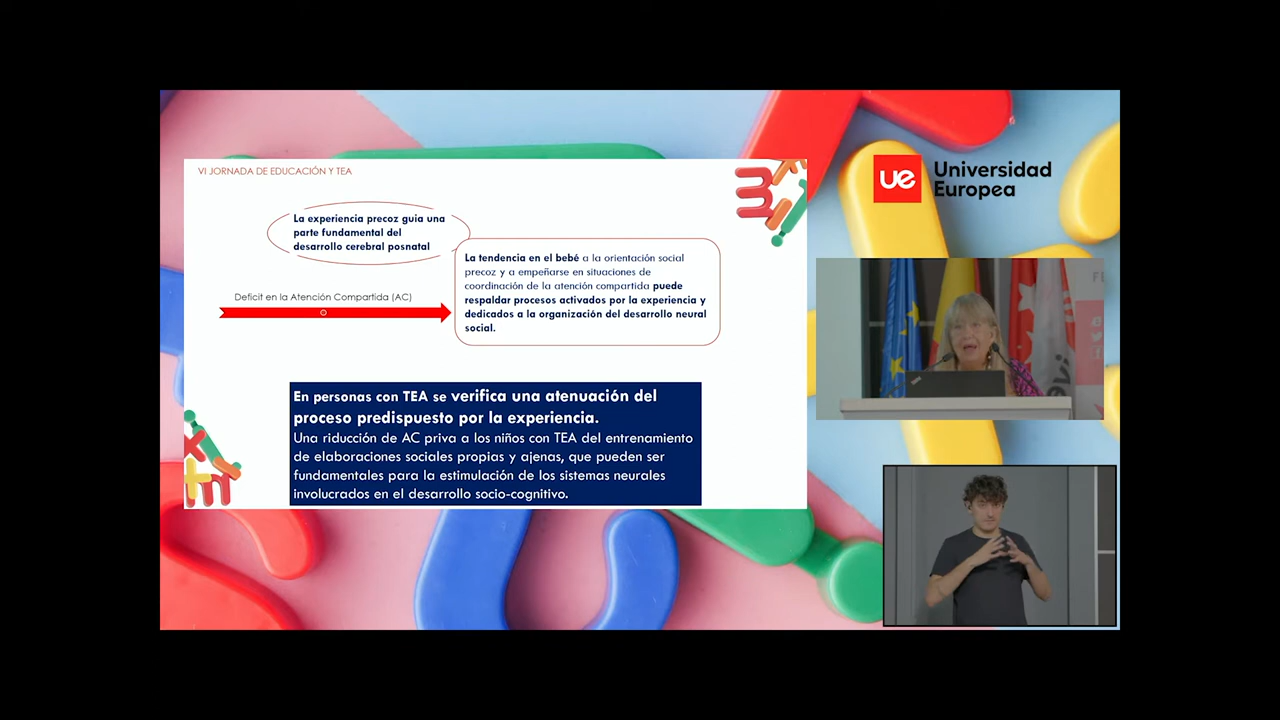 VI JORNADA DE EDUCACIÓN Y TEA
La experiencia precoz guia una
parte fundamental del
desarrollo cerebral posnatal
La tendencia en el bebé a la orientación social
precoz y a empeñarse en situaciones de
coordinación de la atención compartida puede
respaldar procesos activados por la experiencia y
dedicados a la organización del desarrollo neural
social.
Deficit en la Atención Compartida (AC)
En personas con TEA se verifica una atenuación del
proceso predispuesto por la experiencia.
Una riducción de AC priva a los niños con TEA del entrenamiento
de elaboraciones sociales propias y ajenas, que pueden ser
fundamentales para la estimulación de los sistemas neurales
involucrados en el desarrollo socio-cognitivo.
ue Universidad
Europea